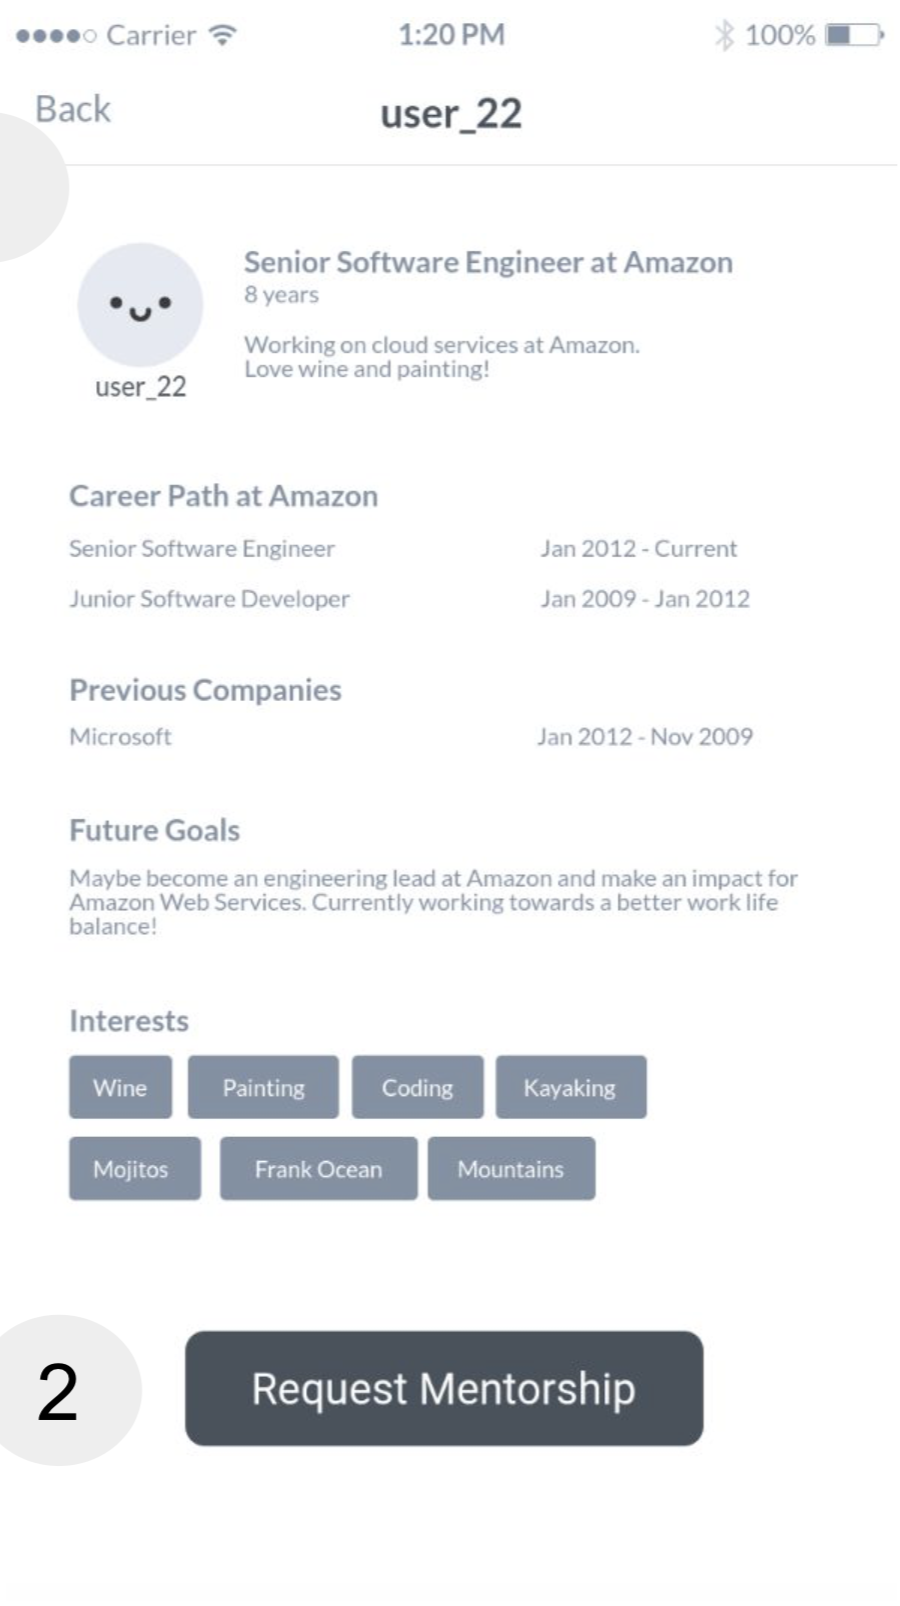 Carrier 1:20 PM 100%
Back user_22
Senior Software Engineer at Amazon
8 years
Working on cloud services at Amazon.
Love wine and painting!
user_22
Career Path at Amazon
Senior Software Engineer Jan 2012 - Current
Junior Software Developer Jan 2009 - Jan 2012
Previous Companies
Microsoft Jan 2012 - Nov 2009
Future Goals
Maybe become an engineering lead at Amazon and make an impact for
Amazon Web Services. Currently working towards a better work life
balance!
Interests
Wine Painting Coding Kayaking
Mojitos Frank Ocean Mountains
2 Request Mentorship